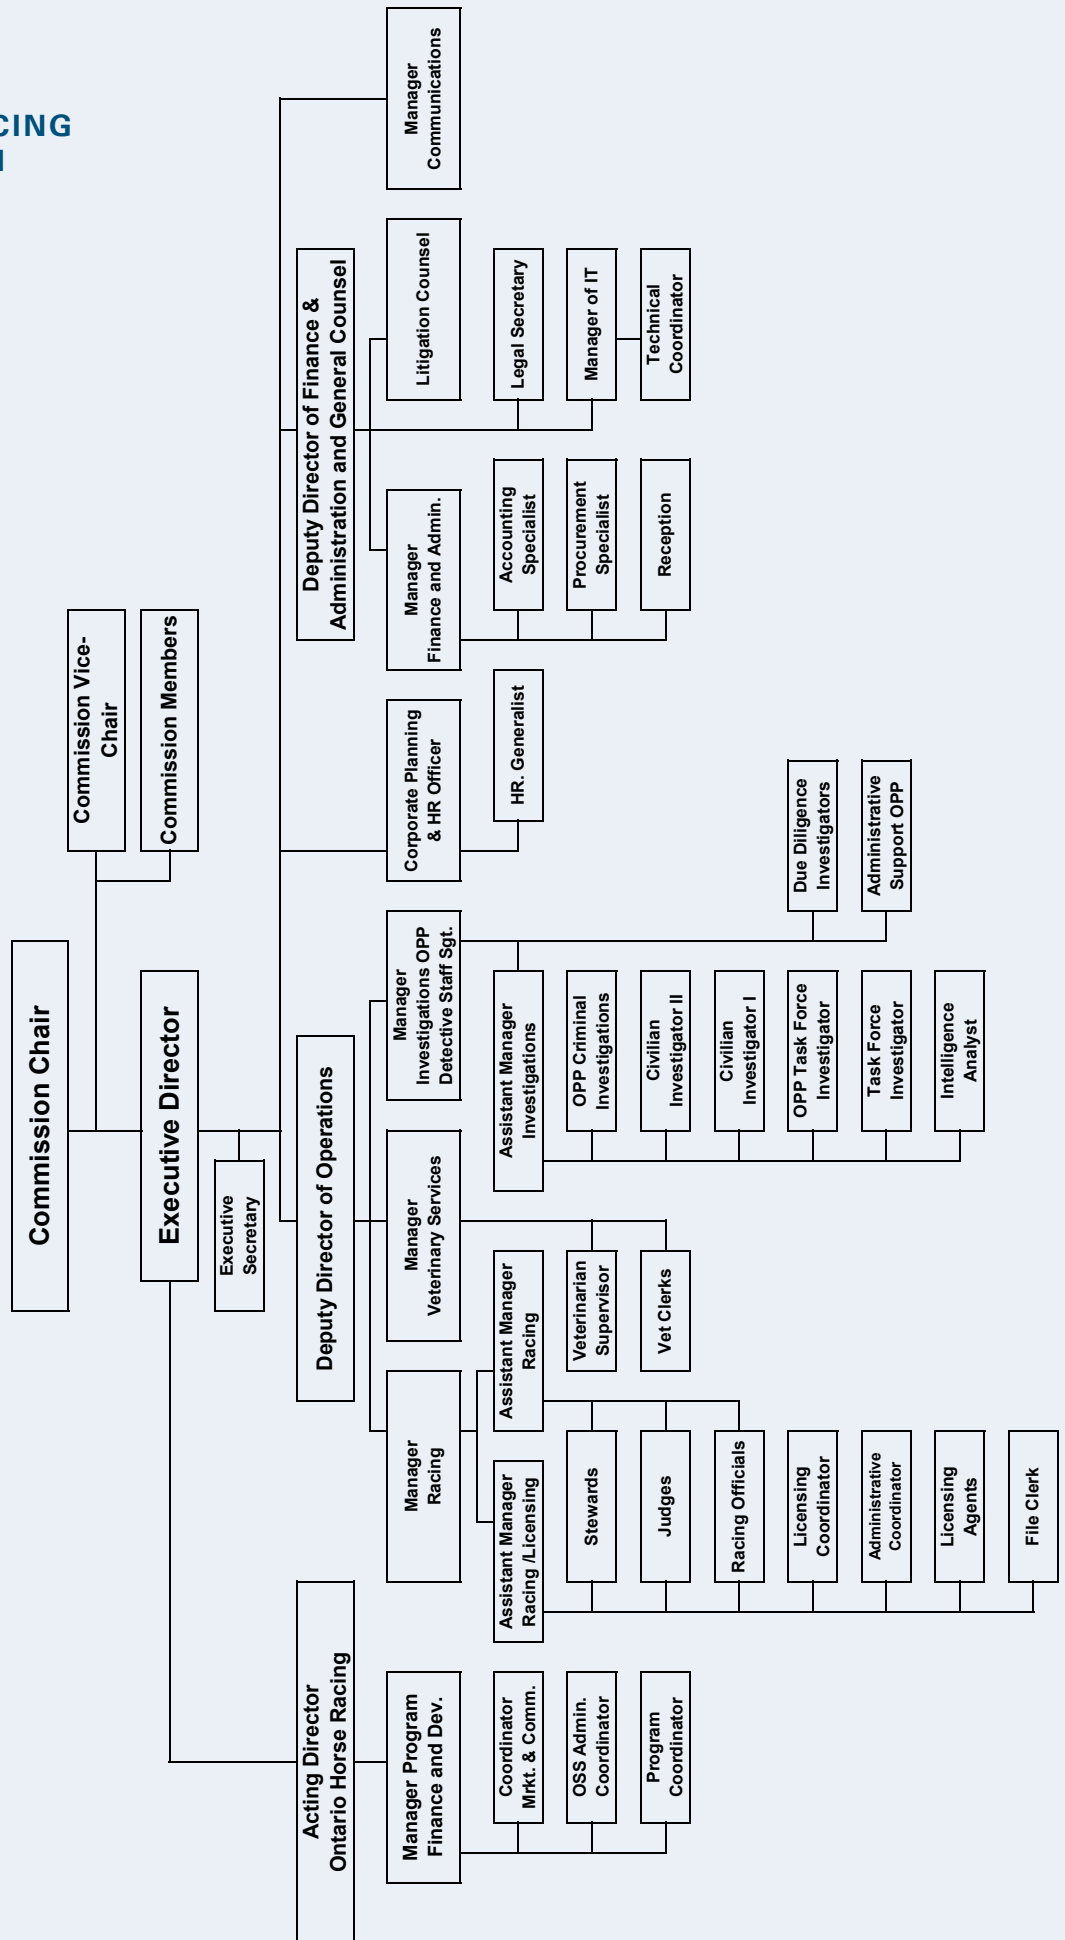 CING
Commission Chair
Commission Vice-
Chair
Commission Members
Executive Director
Executive
Secretary
Acting Director
Ontario Horse Racing
Deputy Director of Operations
Deputy Director of Finance &
Administration and General Counsel
Manager Program
Finance and Dev.
Manager
Racing
Manager
Veterinary Services
Manager
Investigations OPP
Detective Staff Sgt.
Corporate Planning
& HR Officer
Manager
Finance and Admin.
Litigation Counsel
Manager
Communications
Coordinator
Mrkt. & Comm.
OSS Admin.
Coordinator
Program
Coordinator
Assistant Manager
Racing /Licensing
Assistant Manager
Racing
Stewards
Judges
Racing Officials
Licensing
Coordinator
Administrative
Coordinator
Licensing
Agents
File Clerk
Veterinarian
Supervisor
Vet Clerks
Assistant Manager
Investigations
OPP Criminal
Investigations
Civilian
Investigator II
Civilian
Investigator I
OPP Task Force
Investigator
Task Force
Investigator
Intelligence
Analyst
Due Diligence
Investigators
Administrative
Support OPP
HR. Generalist
Accounting
Specialist
Procurement
Specialist
Reception
Legal Secretary
Manager of IT
Technical
Coordinator